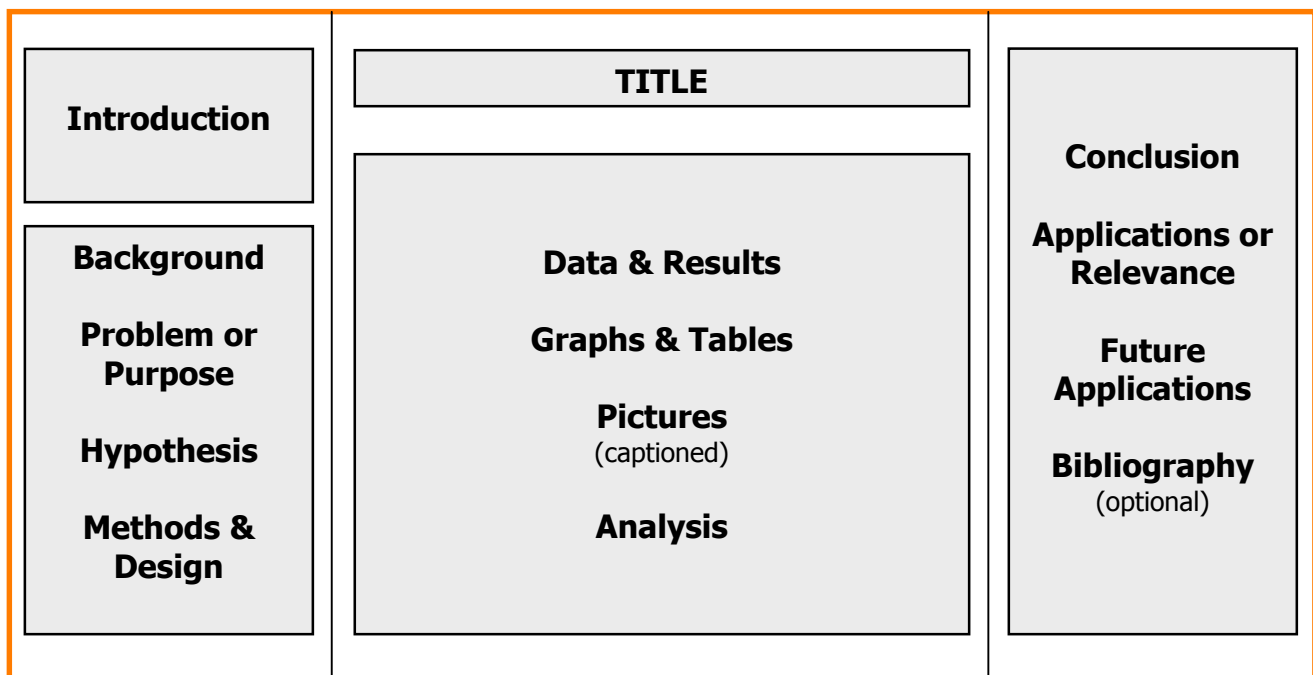 Introduction
Background
Problem or
Purpose
Hypothesis
Methods &
Design
TITLE
Data & Results
Graphs & Tables
Pictures
(captioned)
Analysis
Conclusion
Applications or
Relevance
Future
Applications
Bibliography
(optional)